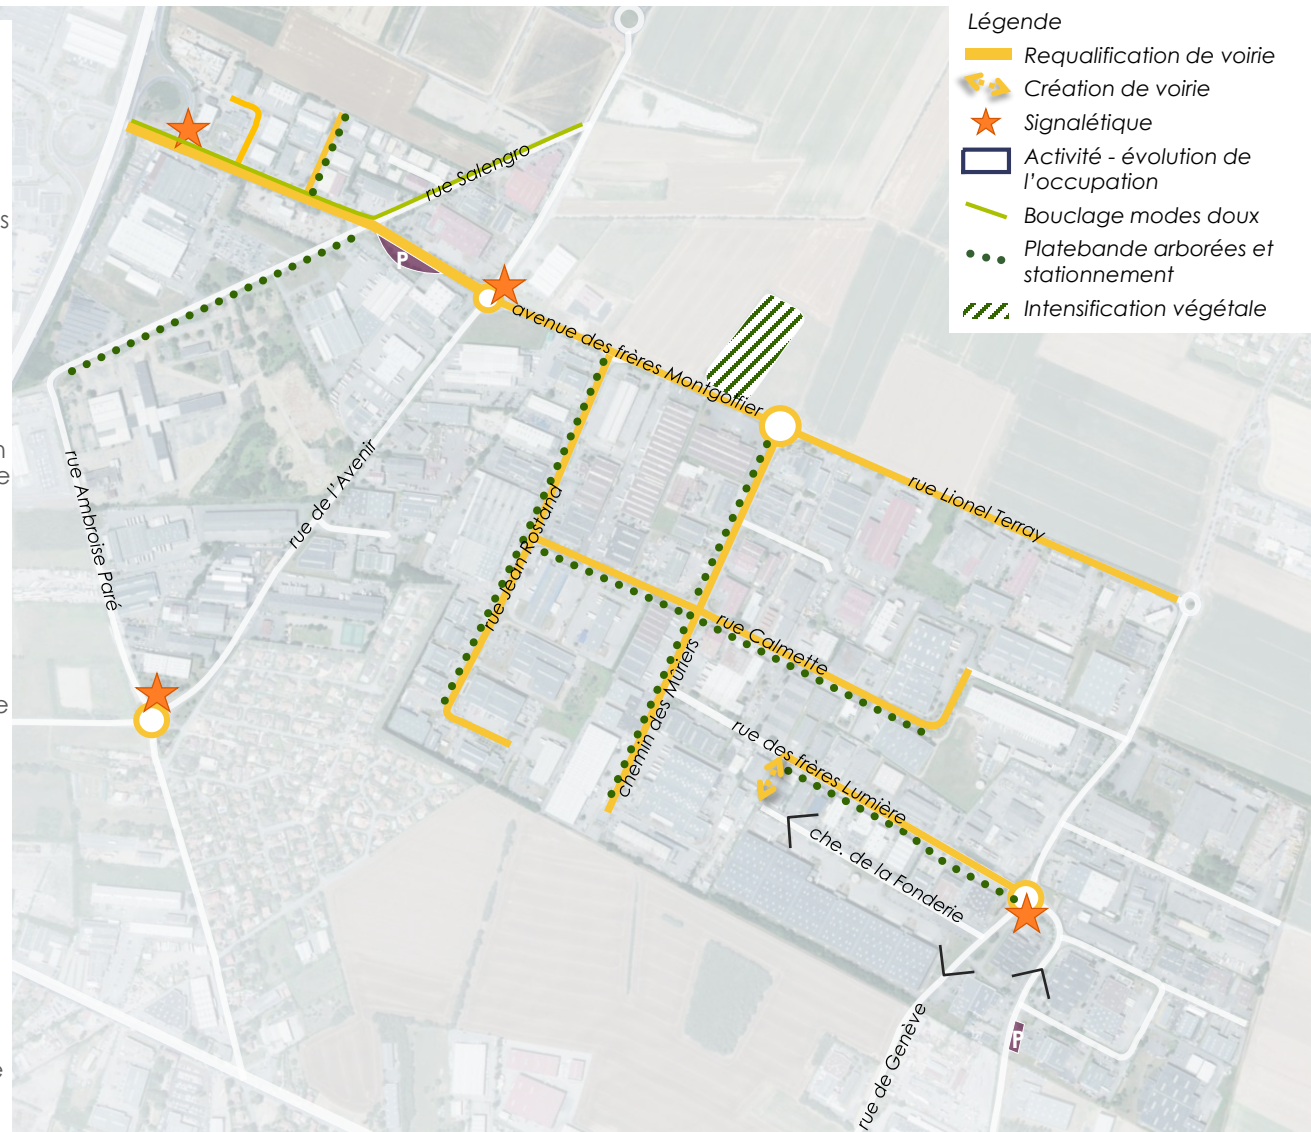 Légende
Requalification de voirie
Création de voirie
Signalétique
Activité - évolution de
l'occupation
Bouclage modes doux
Platebande arborées et
stationnement
Intensification végétale
rue Salengro
P
avenue des frères Montgolfier
rue Lionel Terray
rue Ambroise Paré
rue de l'Avenir
rue Jean Rostand
rue Calmette
Chemin des Mûriers
rue des frères Lumière
che. de la Fonderie
rue de Genève
P
s
n
e
e
e